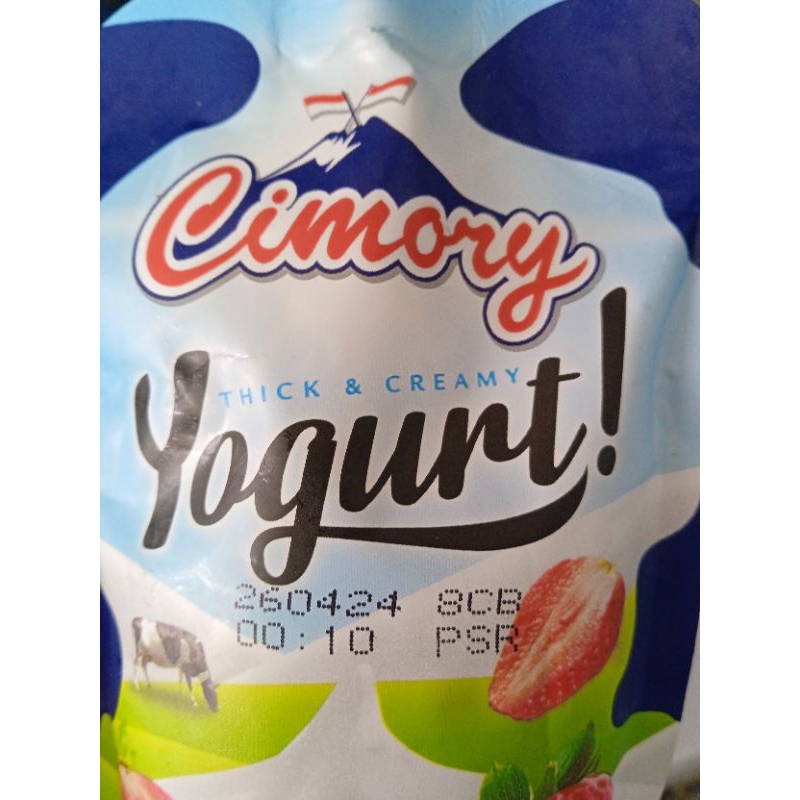 Cimory
THICK & CREAMY
Yogurt!
260424 8CB
00:10 PSR